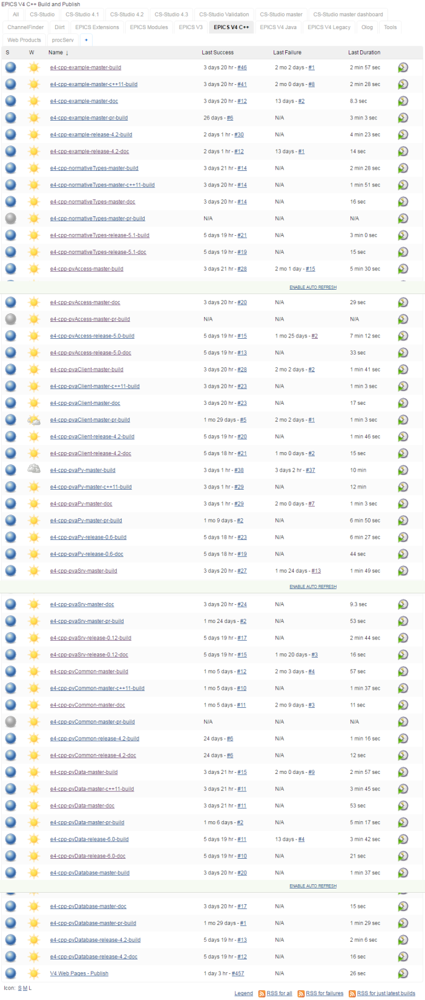 EPICS V4 C++ Build and Publish
All CS-Studio CS-Studio 4.1 CS-Studio 4.2 CS-Studio 4.3 CS-Studio Validation CS-Studio master CS-Studio master dashboard
ChannelFinder Diirt EPICS Extensions EPICS Modules EPICS V3 EPICS V4 C++ EPICS V4 Java EPICS V4 Legacy Olog Tools
Web Products procServ +
S W Name ↓ Last Success Last Failure Last Duration
e4-cpp-example-master-build 3 days 20 hr - #46 2 mo 2 days - #1 2 min 57 sec
e4-cpp-example-master-c++11-build 3 days 20 hr - #41 2 mo 0 days - #8 2 min 28 sec
e4-cpp-example-master-doc 3 days 20 hr - #12 13 days - #2 8.3 sec
e4-cpp-example-master-pr-build 26 days - #6 N/A 3 min 3 sec
e4-cpp-example-release-4.2-build 2 days 1 hr - #30 N/A 4 min 23 sec
e4-cpp-example-release-4.2-doc 2 days 1 hr - #12 13 days - #1 14 sec
e4-cpp-normativeTypes-master-build 3 days 21 hr - #14 N/A 2 min 28 sec
e4-cpp-normativeTypes-master-c++11-build 3 days 20 hr - #14 N/A 1 min 51 sec
e4-cpp-normativeTypes-master-doc 3 days 20 hr - #14 N/A 16 sec
e4-cpp-normativeTypes-master-pr-build N/A N/A N/A
e4-cpp-normativeTypes-release-5.1-build 5 days 19 hr - #21 N/A 3 min 0 sec
e4-cpp-normativeTypes-release-5.1-doc 5 days 19 hr - #19 N/A 15 sec
e4-cpp-pvAccess-master-build 3 days 21 hr - #28 2 mo 1 day - #15 5 min 30 sec
ENABLE AUTO REFRESH
e4-cpp-pvAccess-master-doc 3 days 20 hr - #20 N/A 29 sec
e4-cpp-pvAccess-master-pr-build N/A N/A N/A
e4-cpp-pvAccess-release-5.0-build 5 days 19 hr - #15 1 mo 25 days - #2 7 min 12 sec
e4-cpp-pvAccess-release-5.0-doc 5 days 19 hr - #13 N/A 33 sec
e4-cpp-pvaClient-master-build 3 days 20 hr - #28 2 mo 2 days - #2 1 min 41 sec
e4-cpp-pvaClient-master-c++11-build 3 days 20 hr - #23 N/A 1 min 3 sec
e4-cpp-pvaClient-master-doc 3 days 20 hr - #23 N/A 17 sec
e4-cpp-pvaClient-master-pr-build 1 mo 29 days - #5 2 mo 2 days - #1 1 min 3 sec
e4-cpp-pvaClient-release-4.2-build 5 days 19 hr - #20 N/A 1 min 46 sec
e4-cpp-pvaClient-release-4.2-doc 5 days 18 hr - #21 1 mo 0 days - #2 15 sec
e4-cpp-pvaPy-master-build 3 days 1 hr - #38 3 days 2 hr - #37 10 min
e4-cpp-pvaPy-master-c++11-build 3 days 1 hr - #29 N/A 12 min
e4-cpp-pvaPy-master-doc 3 days 1 hr - #29 2 mo 0 days - #7 1 min 3 sec
e4-cpp-pvaPy-master-pr-build 1 mo 9 days - #2 N/A 6 min 50 sec
e4-cpp-pvaPy-release-0.6-build 5 days 18 hr - #23 N/A 6 min 27 sec
e4-cpp-pvaPy-release-0.6-doc 5 days 18 hr - #19 N/A 44 sec
e4-cpp-pvaSrv-master-build 3 days 20 hr - #27 1 mo 24 days - #13 1 min 49 sec
ENABLE AUTO REFRESH
e4-cpp-pvaSrv-master-doc 3 days 20 hr - #24 N/A 9.3 sec
e4-cpp-pvaSrv-master-pr-build 1 mo 24 days - #2 N/A 53 sec
e4-cpp-pvaSrv-release-0.12-build 5 days 19 hr - #17 N/A 2 min 44 sec
e4-cpp-pvaSrv-release-0.12-doc 5 days 19 hr - #15 1 mo 20 days - #3 16 sec
e4-cpp-pvCommon-master-build 1 mo 5 days - #12 2 mo 3 days - #4 57 sec
e4-cpp-pvCommon-master-c++11-build 1 mo 5 days - #10 N/A 1 min 37 sec
e4-cpp-pvCommon-master-doc 1 mo 5 days - #11 2 mo 9 days - #3 11 sec
e4-cpp-pvCommon-master-pr-build N/A N/A N/A
e4-cpp-pvCommon-release-4.2-build 24 days - #6 N/A 1 min 16 sec
e4-cpp-pvCommon-release-4.2-doc 24 days - #6 N/A 12 sec
e4-cpp-pvData-master-build 3 days 21 hr - #15 2 mo 0 days - #9 2 min 57 sec
e4-cpp-pvData-master-c++11-build 3 days 21 hr - #11 N/A 3 min 45 sec
e4-cpp-pvData-master-doc 3 days 21 hr - #11 N/A 53 sec
e4-cpp-pvData-master-pr-build 1 mo 6 days - #2 N/A 5 min 17 sec
e4-cpp-pvData-release-6.0-build 5 days 19 hr - #11 13 days - #4 3 min 42 sec
e4-cpp-pvData-release-6.0-doc 5 days 19 hr - #10 N/A 21 sec
e4-cpp-pvDatabase-master-build 3 days 20 hr - #20 N/A 1 min 37 sec
ENABLE AUTO REFRESH
e4-cpp-pvDatabase-master-doc 3 days 20 hr - #17 N/A 15 sec
e4-cpp-pvDatabase-master-pr-build 1 mo 29 days - #1 N/A 1 min 29 sec
e4-cpp-pvDatabase-release-4.2-build 5 days 19 hr - #13 N/A 2 min 6 sec
e4-cpp-pvDatabase-release-4.2-doc 5 days 19 hr - #12 N/A 16 sec
V4 Web Pages - Publish 1 day 3 hr - #457 N/A 26 sec
Icon: S M L
Legend RSS for all RSS for failures RSS for just latest builds